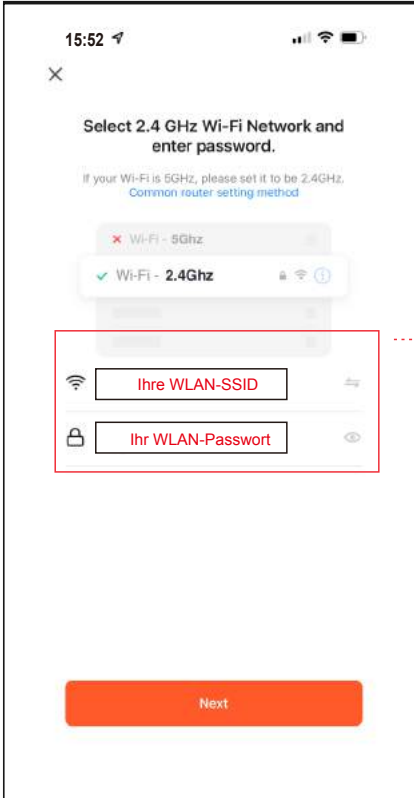 15:52
Select 2.4 GHz Wi-Fi Network and
enter password.
If your Wi-Fi is 5GHz, please set it to be 2.4GHz.
Common router setting method
Wi-Fi - 5Ghz
Wi-Fi - 2.4Ghz
Ihre WLAN-SSID
Ihr WLAN-Passwort
Next